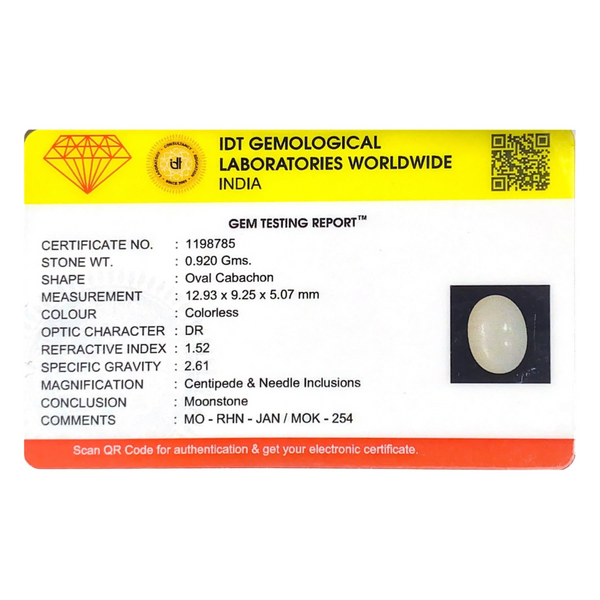 IDT GEMOLOGICAL
LABORATORIES WORLDWIDE
INDIA
idt
GEM TESTING REPORT™
CERTIFICATE NO. : 1198785
STONE WT. : 0.920 Gms.
SHAPE : Oval Cabachon
MEASUREMENT : 12.93 x 9.25 x 5.07 mm
COLOUR : Colorless
OPTIC CHARACTER : DR
REFRACTIVE INDEX : 1.52
SPECIFIC GRAVITY : 2.61
MAGNIFICATION : Centipede & Needle Inclusions
CONCLUSION : Moonstone
COMMENTS : MO - RHN - JAN / MOK - 254
Scan QR Code for authentication & get your electronic certificate.